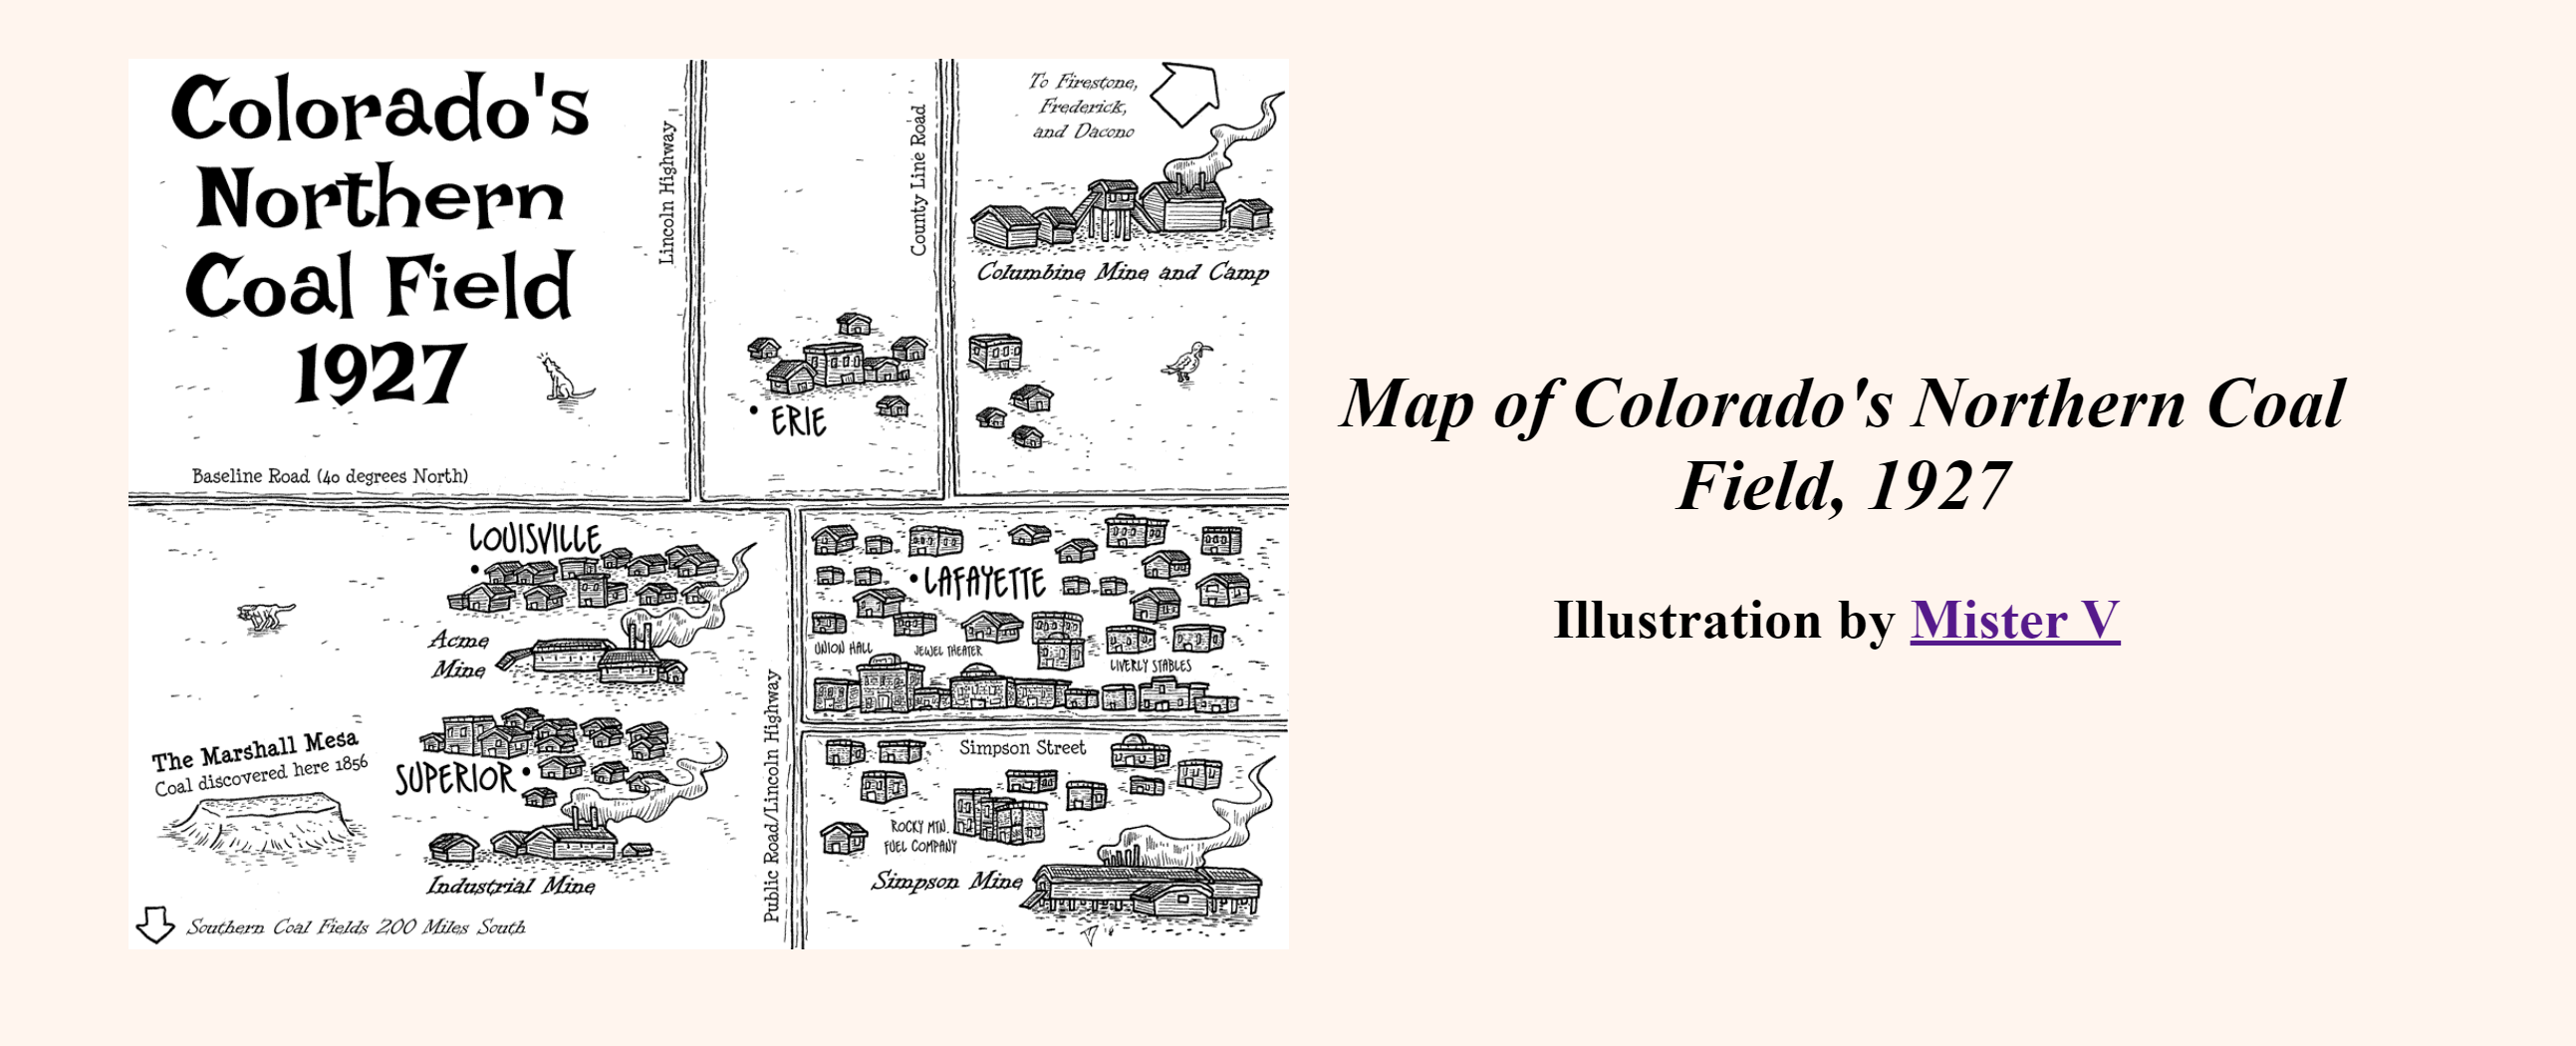 Colorado's
Northern
Coal Field
1927
Lincoln Highway
County Line Road
To Firestone,
Frederick,
and Dacono
Columbine Mine and Camp
ERIE
Baseline Road (40 degrees North)
LOUISVILLE
Acme
Mine
The Marshall Mesa
Coal discovered here 1856
SUPERIOR
Industrial Mine
Southern Coal Fields 200 Miles South
Public Road/Lincoln Highway
LAFAYETTE
UNION HALL
JEWEL THEATER
LIVERLY STABLES
Simpson Street
ROCKY MTN.
FUEL COMPANY
Simpson Mine
Map of Colorado's Northern Coal
Field, 1927
Illustration by Mister V